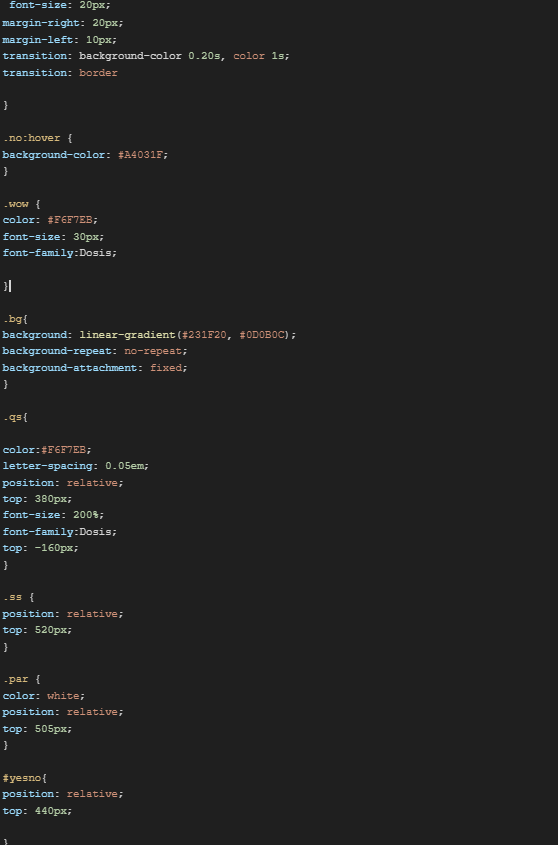 font-size: 20px;
margin-right: 20px;
margin-left: 10px;
transition: background-color 0.20s, color 1s;
transition: border
}
.no:hover {
background-color: #A4031F;
}
.wow {
color: #F6F7EB;
font-size: 30px;
font-family:Dosis;
}
.bg{
background: linear-gradient(#231F20, #0D0B0C);
background-repeat: no-repeat;
background-attachment: fixed;
}
.qs{
color:#F6F7EB;
letter-spacing: 0.05em;
position: relative;
top: 380px;
font-size: 200%;
font-family:Dosis;
top: -160px;
}
.ss {
position: relative;
top: 520px;
}
.par {
color: white;
position: relative;
top: 505px;
}
#yesno{
position: relative;
top: 440px;
}